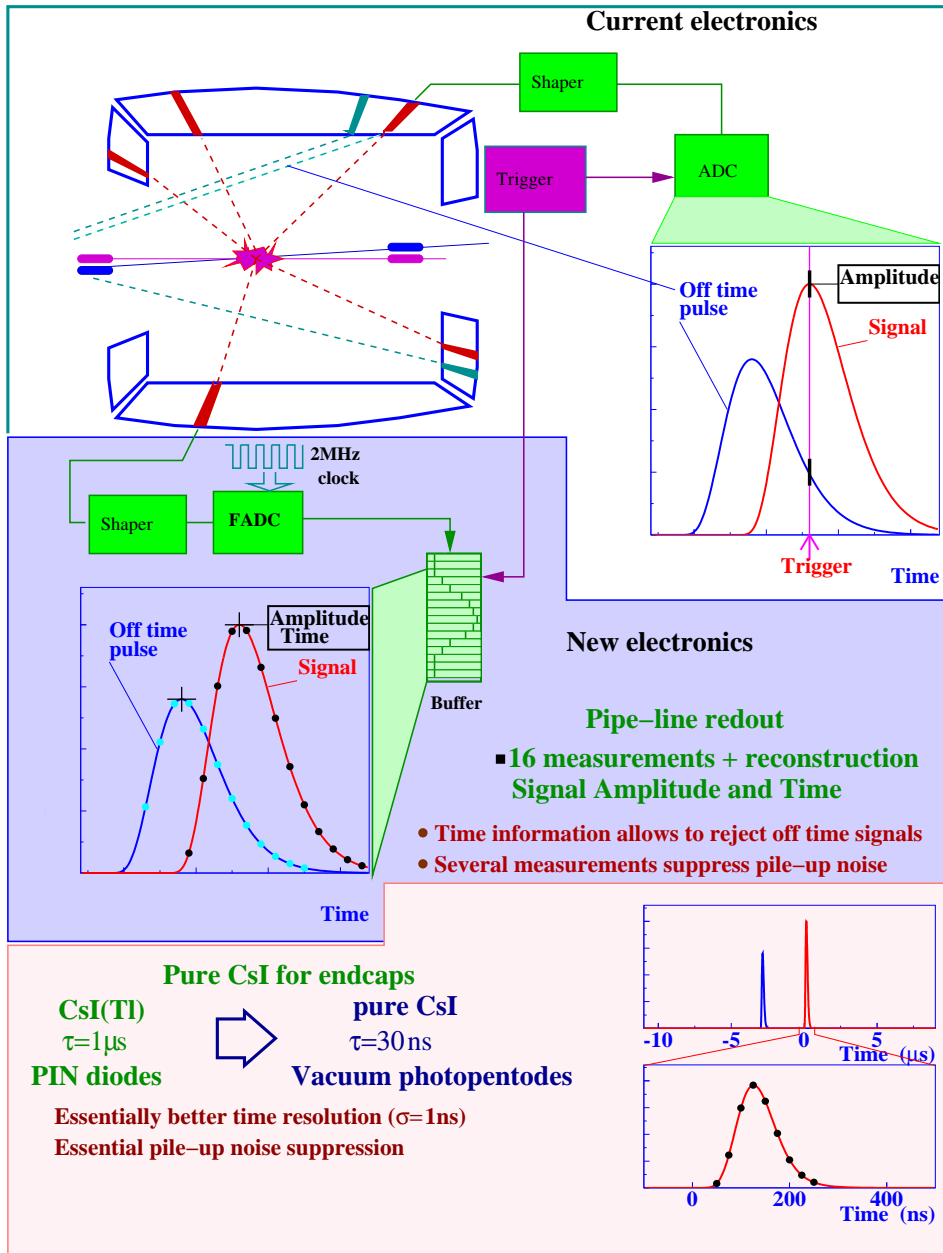 Current electronics
Shaper
Trigger
ADC
Off time
pulse
Amplitude
Signal
Trigger
Time
2MHz
clock
Shaper
FADC
Buffer
Off time
pulse
Amplitude
Time
Signal
Time
New electronics
Pipe-line redout
16 measurements + reconstruction
Signal Amplitude and Time
Time information allows to reject off time signals
Several measurements suppress pile-up noise
Pure CsI for endcaps
CsI(Tl)
τ=1μs
PIN diodes
pure CsI
τ=30ns
Vacuum photopentodes
Essentially better time resolution (σ=1ns)
Essential pile-up noise suppression
-10 -5 0 5
Time (μs)
0 200 400
Time (ns)